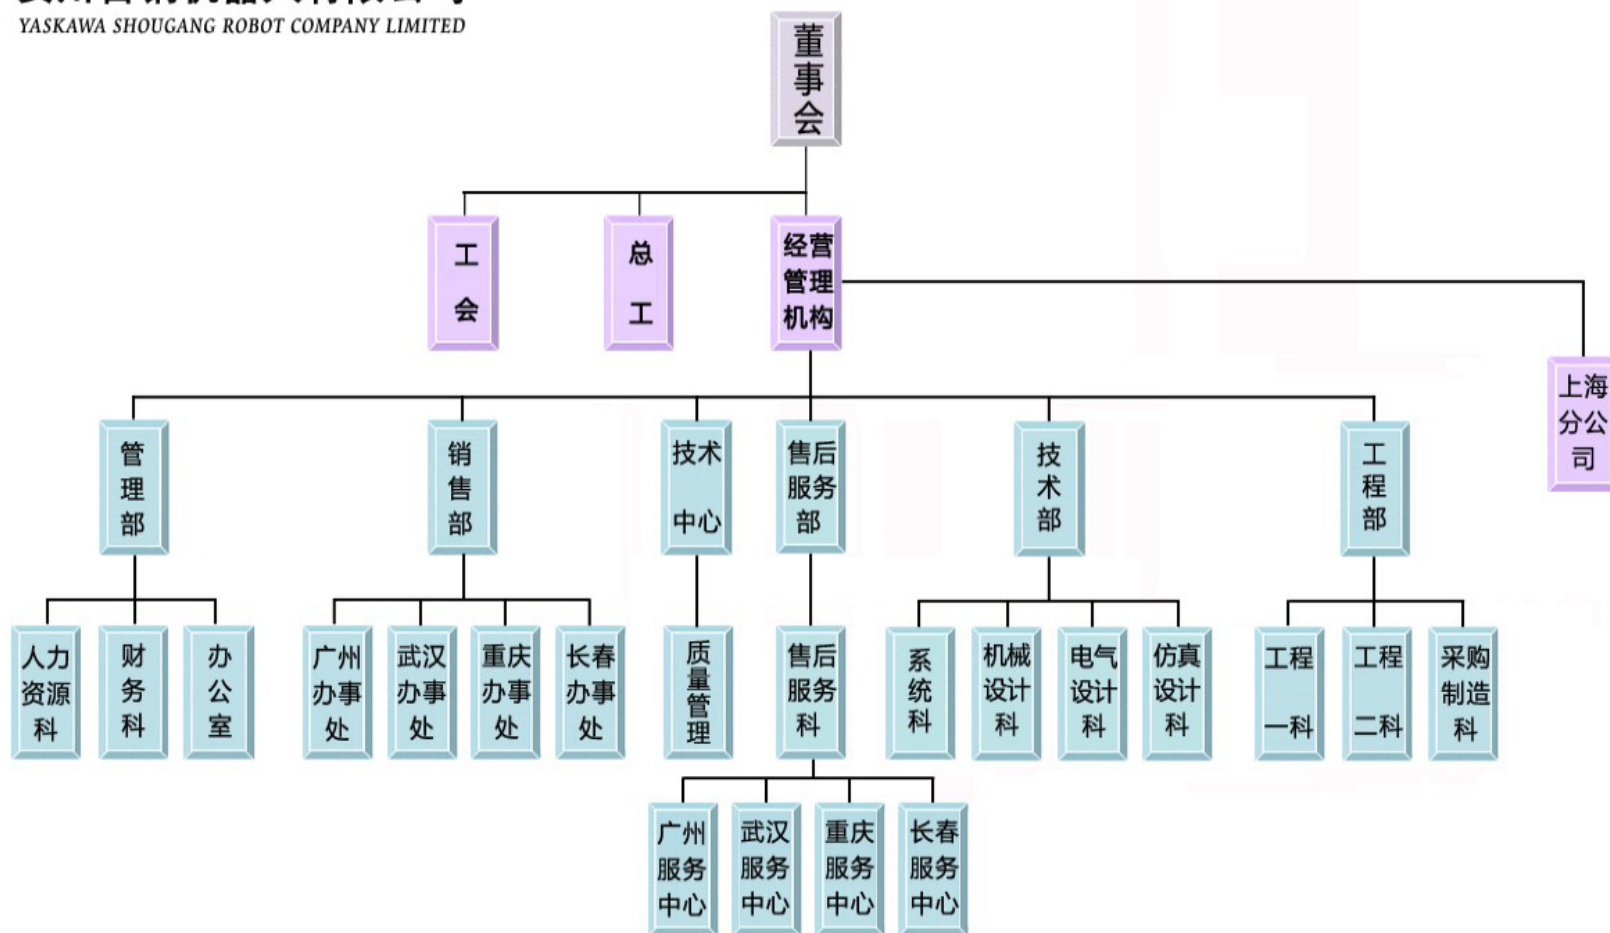 YASKAWA SHOUGANG ROBOT COMPANY LIMITED
董
事
会
工
会
总
工
经营
管理
机构
上海
分公
司
管
理
部
销
售
部
技术
中心
售后
服务
部
技
术
部
工
程
部
人力
资源
科
财
务
科
办
公
室
广州
办事
处
武汉
办事
处
重庆
办事
处
长春
办事
处
质
量
管
理
售后
服务
科
系
统
科
机械
设计
科
电气
设计
科
仿真
设计
科
工程
一科
工程
二科
采购
制造
科
广州
服务
中心
武汉
服务
中心
重庆
服务
中心
长春
服务
中心